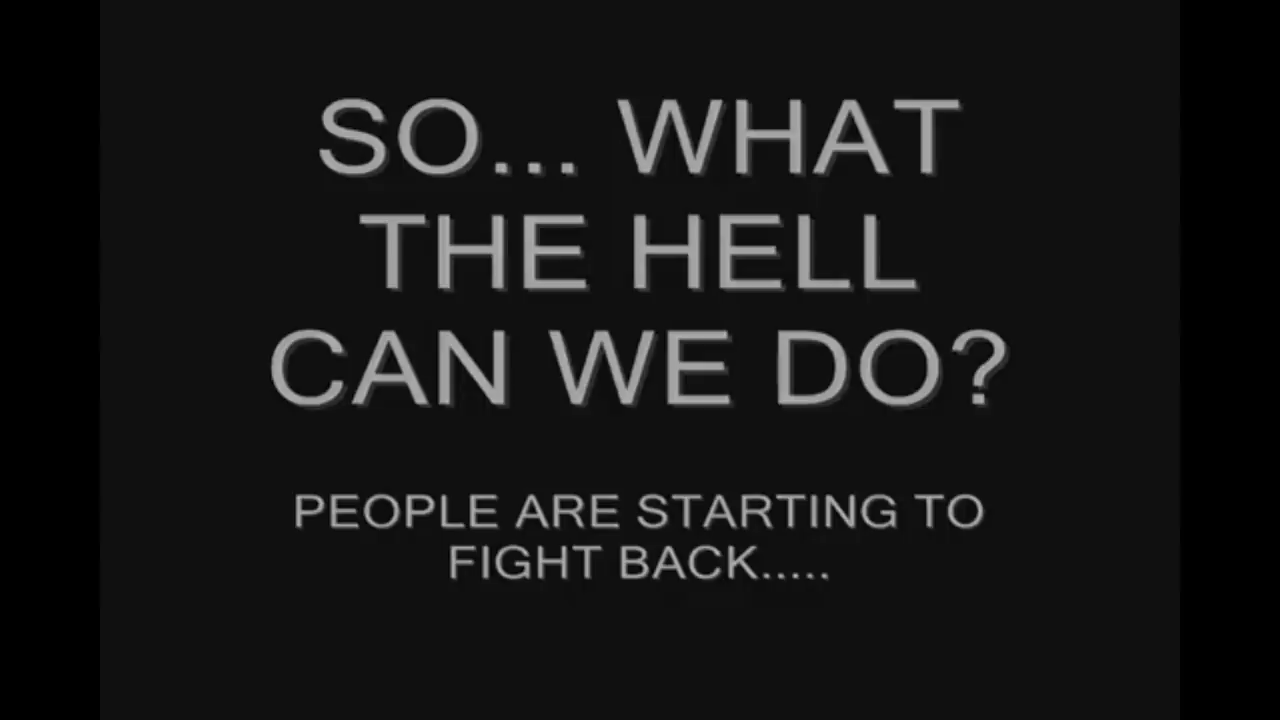 SO... WHAT
THE HELL
CAN WE DO?
PEOPLE ARE STARTING TO
FIGHT BACK.....